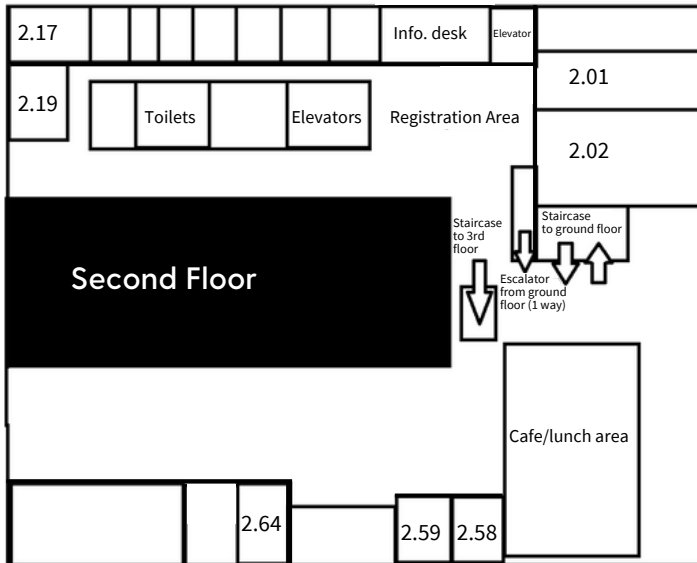 2.17
Info. desk
Elevator
2.01
2.19
Toilets
Elevators
Registration Area
2.02
Staircase
to 3rd
floor
Staircase
to ground floor
Second Floor
Escalator
from ground
floor (1 way)
Cafe/lunch area
2.64
2.59
2.58